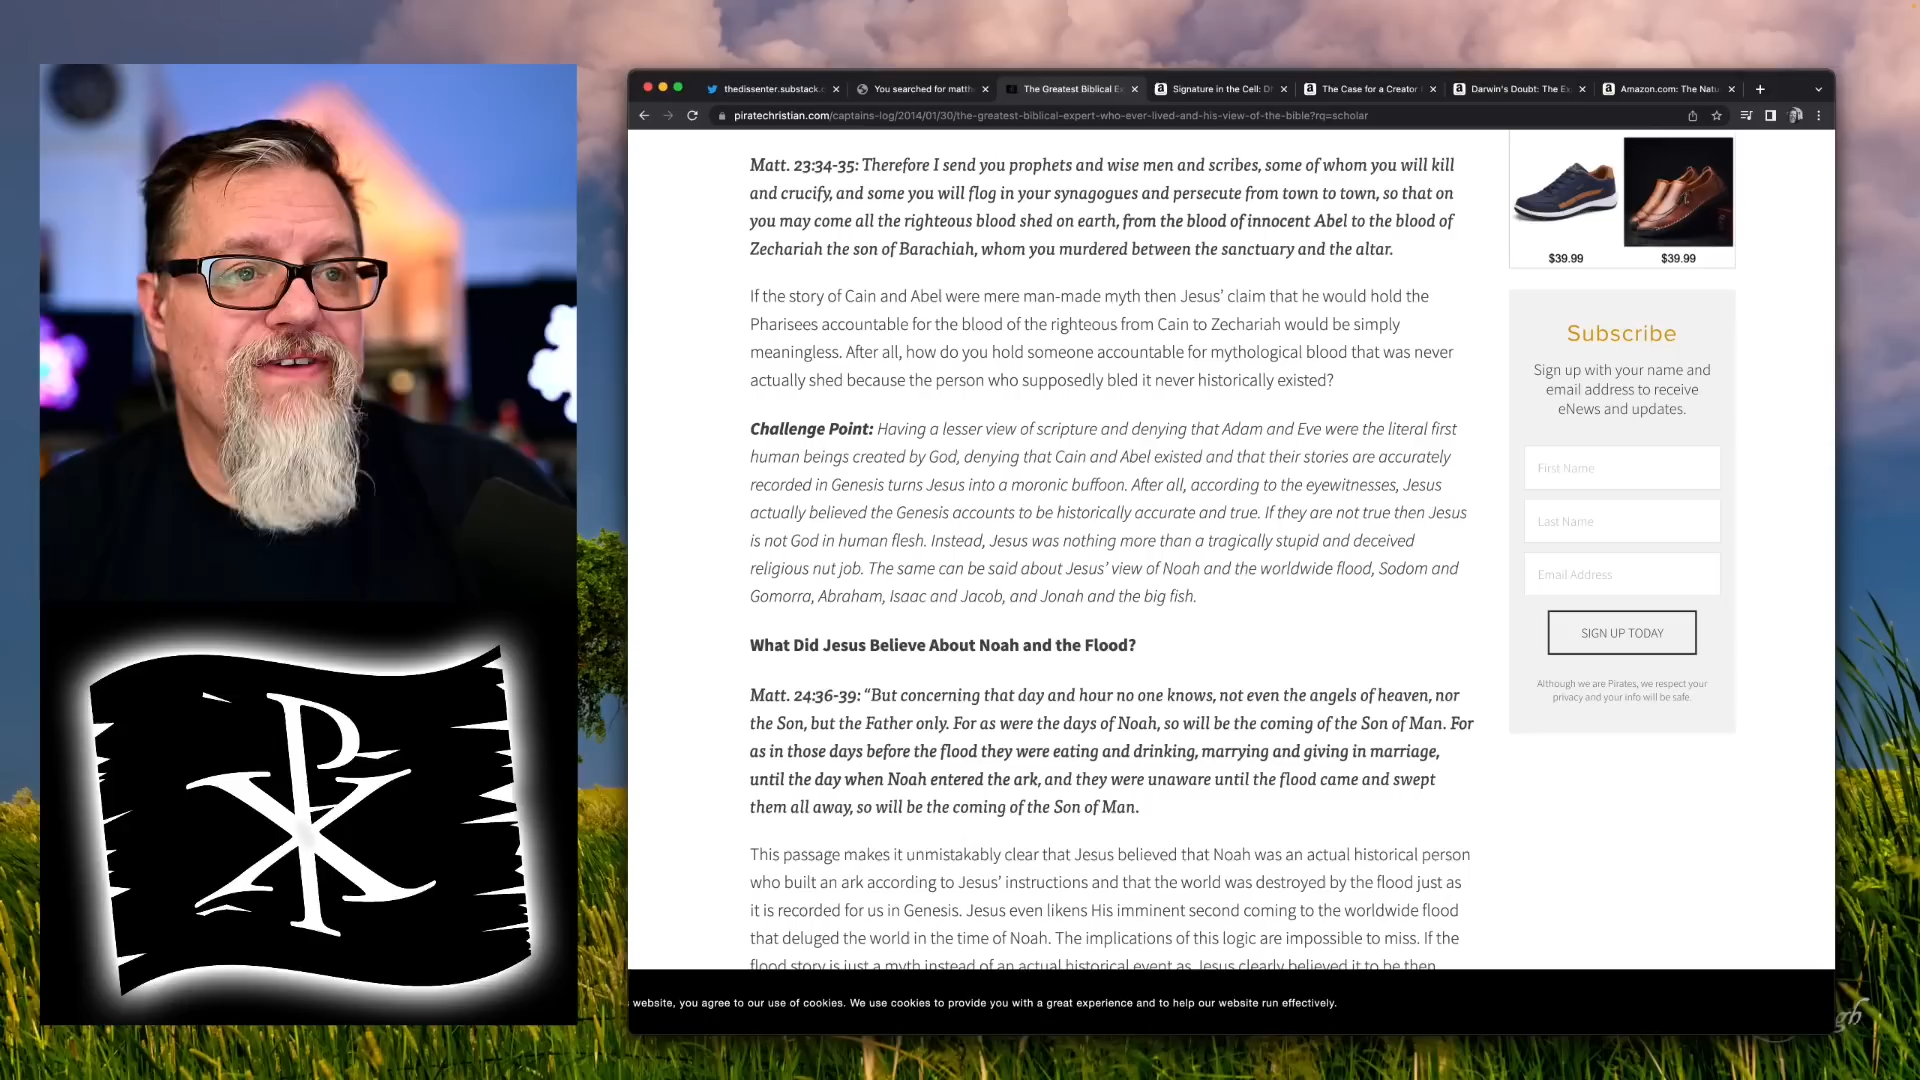 thedissenter.substack.c
You searched for matth
The Greatest Biblical E
Signature in the Cell: D
The Case for a Creator
Darwin's Doubt: The E
Amazon.com: The Natu
piratechristian.com/captains-log/2014/01/30/the-greatest-biblical-expert-who-ever-lived-and-his-view-of-the-bible?rq=scholar
Matt. 23:34-35: Therefore I send you prophets and wise men and scribes, some of whom you will kill
and crucify, and some you will flog in your synagogues and persecute from town to town, so that on
you may come all the righteous blood shed on earth, from the blood of innocent Abel to the blood of
Zechariah the son of Barachiah, whom you murdered between the sanctuary and the altar.
If the story of Cain and Abel were mere man-made myth then Jesus’ claim that he would hold the
Pharisees accountable for the blood of the righteous from Cain to Zechariah would be simply
meaningless. After all, how do you hold someone accountable for mythological blood that was never
actually shed because the person who supposedly bled it never historically existed?
Challenge Point: Having a lesser view of scripture and denying that Adam and Eve were the literal first
human beings created by God, denying that Cain and Abel existed and that their stories are accurately
recorded in Genesis turns Jesus into a moronic buffoon. After all, according to the eyewitnesses, Jesus
actually believed the Genesis accounts to be historically accurate and true. If they are not true then Jesus
is not God in human flesh. Instead, Jesus was nothing more than a tragically stupid and deceived
religious nut job. The same can be said about Jesus’ view of Noah and the worldwide flood, Sodom and
Gomorra, Abraham, Isaac and Jacob, and Jonah and the big fish.
What Did Jesus Believe About Noah and the Flood?
Matt. 24:36-39: “But concerning that day and hour no one knows, not even the angels of heaven, nor
the Son, but the Father only. For as were the days of Noah, so will be the coming of the Son of Man. For
as in those days before the flood they were eating and drinking, marrying and giving in marriage,
until the day when Noah entered the ark, and they were unaware until the flood came and swept
them all away, so will be the coming of the Son of Man.
This passage makes it unmistakably clear that Jesus believed that Noah was an actual historical person
who built an ark according to Jesus’ instructions and that the world was destroyed by the flood just as
it is recorded for us in Genesis. Jesus even likens His imminent second coming to the worldwide flood
that deluged the world in the time of Noah. The implications of this logic are impossible to miss. If the
flood story is just a myth instead of an actual historical event as Jesus clearly believed it to be then
$39.99
$39.99
Subscribe
Sign up with your name and
email address to receive
eNews and updates.
First Name
Last Name
Email Address
SIGN UP TODAY
Although we are Pirates, we respect your
privacy and your info will be safe.
website, you agree to our use of cookies. We use cookies to provide you with a great experience and to help our website run effectively.
gh